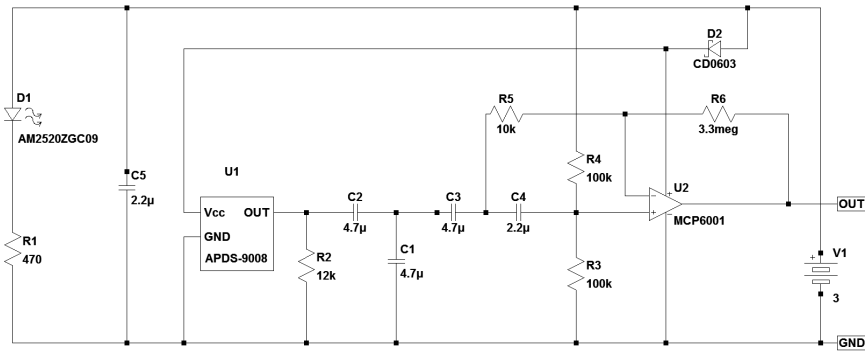 D2
CD0603
D1
AM2520ZGC09
R5
10k
R6
3.3meg
C5
2.2µ
U1
R4
100k
U2
+
−
+
−
MCP6001
Vcc OUT
GND
APDS-9008
C2
4.7µ
C3
4.7µ
C4
2.2µ
OUT
R1
470
R2
12k
C1
4.7µ
R3
100k
+
V1
3
GND